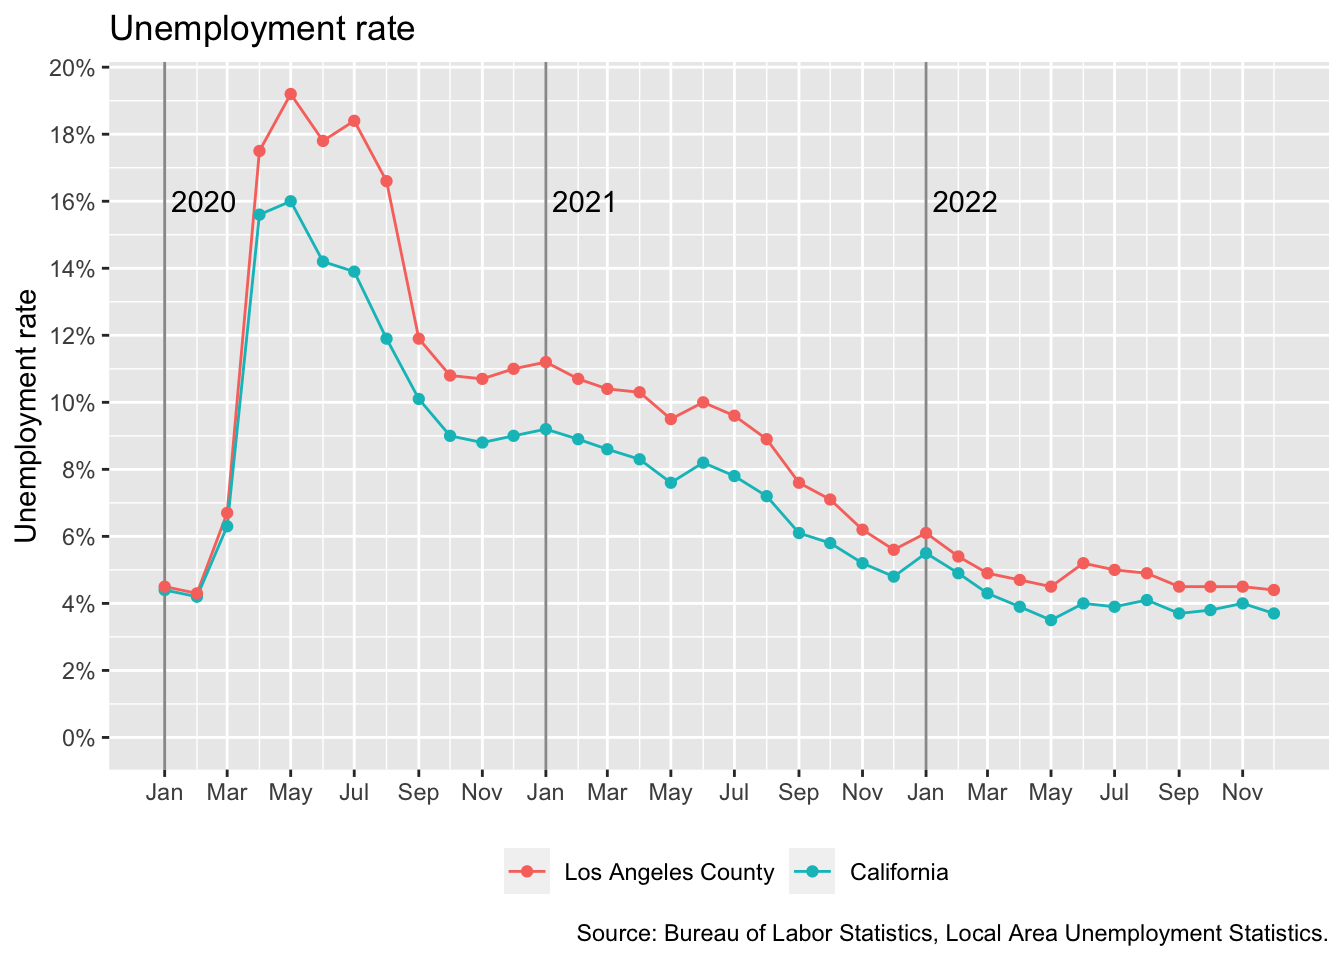 Unemployment rate
Unemployment rate
20%
18%
16%
14%
12%
10%
8%
6%
4%
2%
0%
2020 2021 2022
Jan Mar May Jul Sep Nov Jan Mar May Jul Sep Nov Jan Mar May Jul Sep Nov
Los Angeles County California
Source: Bureau of Labor Statistics, Local Area Unemployment Statistics.